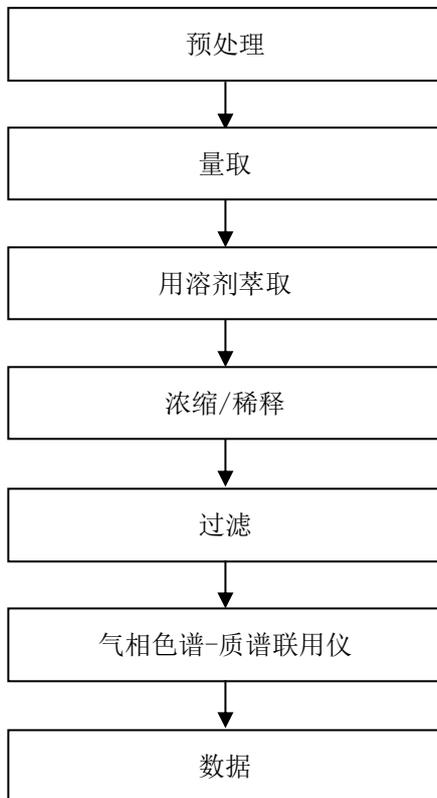 预处理
量取
用溶剂萃取
浓缩/稀释
过滤
气相色谱-质谱联用仪
数据